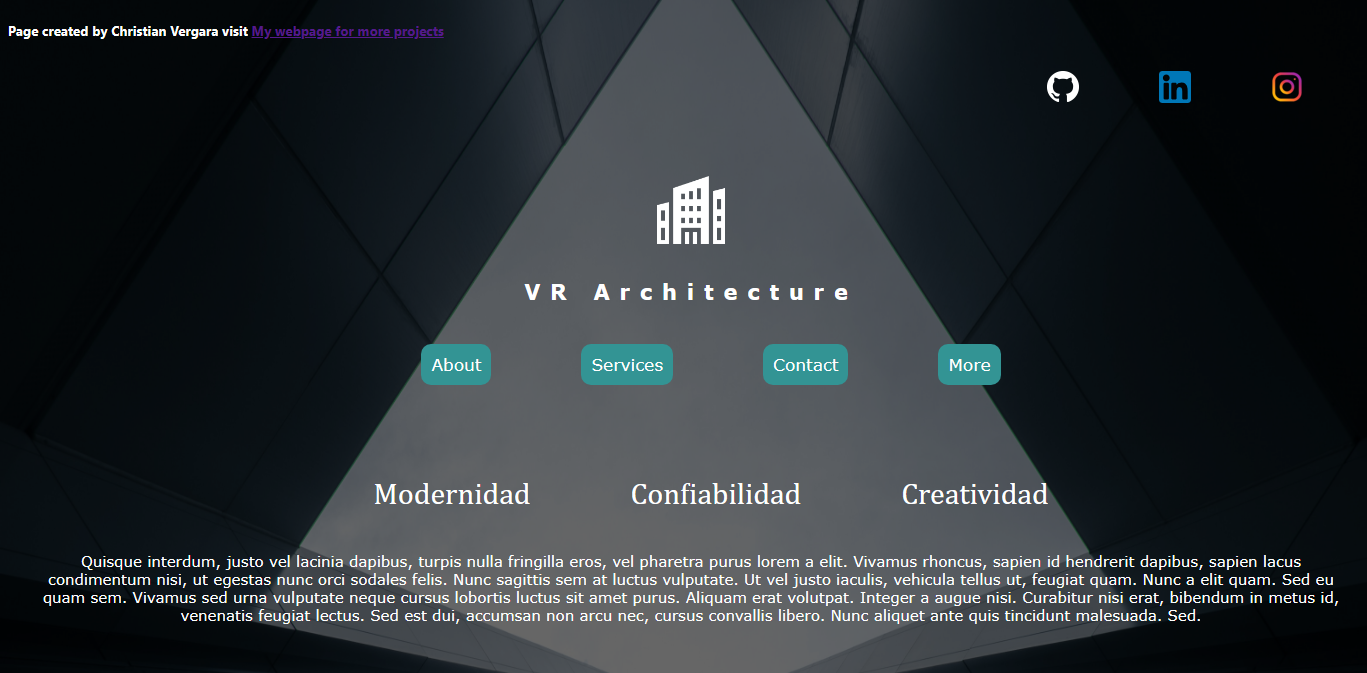 Page created by Christian Vergara visit My webpage for more projects
in
VR Architecture
About Services Contact More
Modernidad Confiabilidad Creatividad
Quisque interdum, justo vel lacinia dapibus, turpis nulla fringilla eros, vel pharetra purus lorem a elit. Vivamus rhoncus, sapien id hendrerit dapibus, sapien lacus
condimentum nisi, ut egestas nunc orci sodales felis. Nunc sagittis sem at luctus vulputate. Ut vel justo iaculis, vehicula tellus ut, feugiat quam. Nunc a elit quam. Sed eu
quam sem. Vivamus sed urna vulputate neque cursus lobortis luctus sit amet purus. Aliquam erat volutpat. Integer a augue nisi. Curabitur nisi erat, bibendum in metus id,
venenatis feugiat lectus. Sed est dui, accumsan non arcu nec, cursus convallis libero. Nunc aliquet ante quis tincidunt malesuada. Sed.